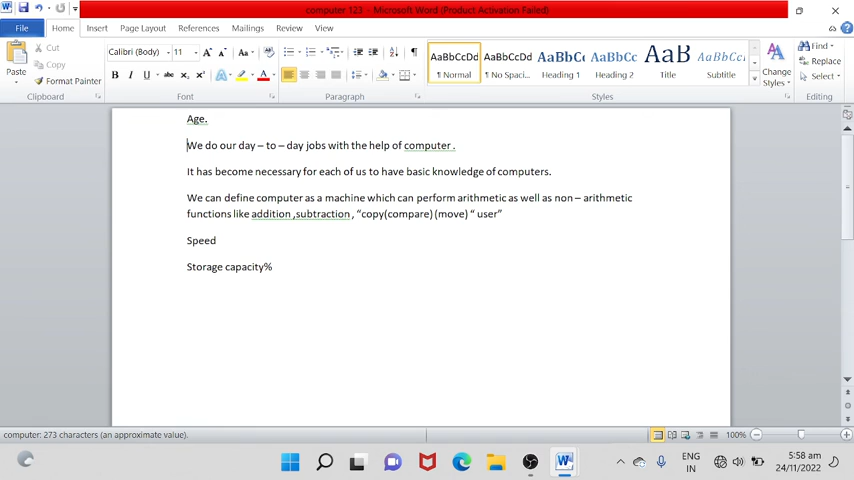 computer 123 - Microsoft Word (Product Activation Failed)
File Home Insert Page Layout References Mailings Review View
Paste
Cut
Copy
Format Painter
Clipboard
Calibri (Body) 11
B I U abc X₂ X² A A
Font
Paragraph
AaBbCcDd AaBbCcDd AaBbCc AaBbCc AaB AaBbCcL
¶ Normal ¶ No Spaci... Heading 1 Heading 2 Title Subtitle
Change
Styles
Styles
Find
Replace
Select
Editing
Age.
We do our day – to – day jobs with the help of computer .
It has become necessary for each of us to have basic knowledge of computers.
We can define computer as a machine which can perform arithmetic as well as non – arithmetic
functions like addition ,subtraction , “copy(compare) (move) “ user”
Speed
Storage capacity%
computer: 273 characters (an approximate value).
100%
ENG
IN
5:58 am
24/11/2022